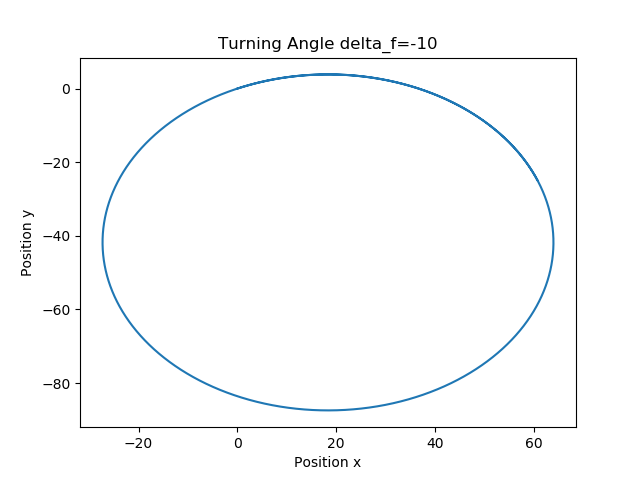 Turning Angle delta_f=-10
0
−20
−40
−60
−80
Position y
−20 0 20 40 60
Position x